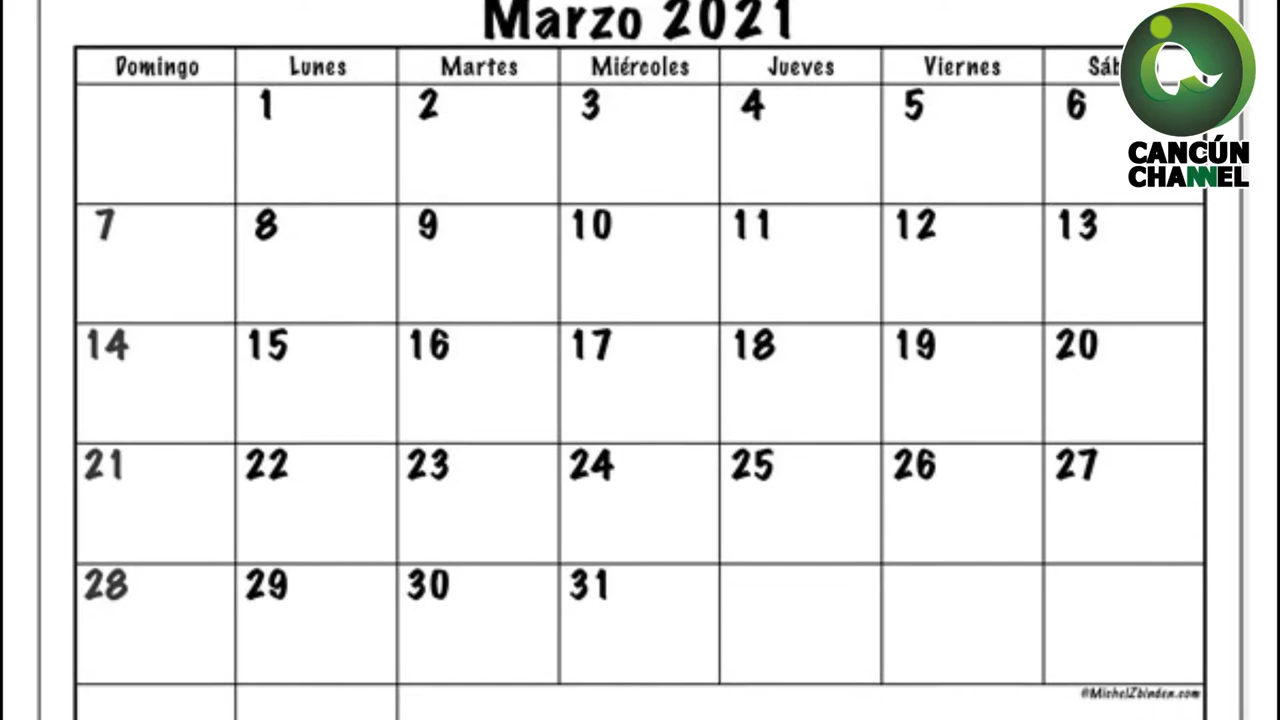 Marzo 2021
Domingo Lunes Martes Miércoles Jueves Viernes
1 2 3 4 5 6
7 8 9 10 11 12 13
14 15 16 17 18 19 20
21 22 23 24 25 26 27
28 29 30 31
©MichelZbinden.com
CANCÚN
CHANNEL